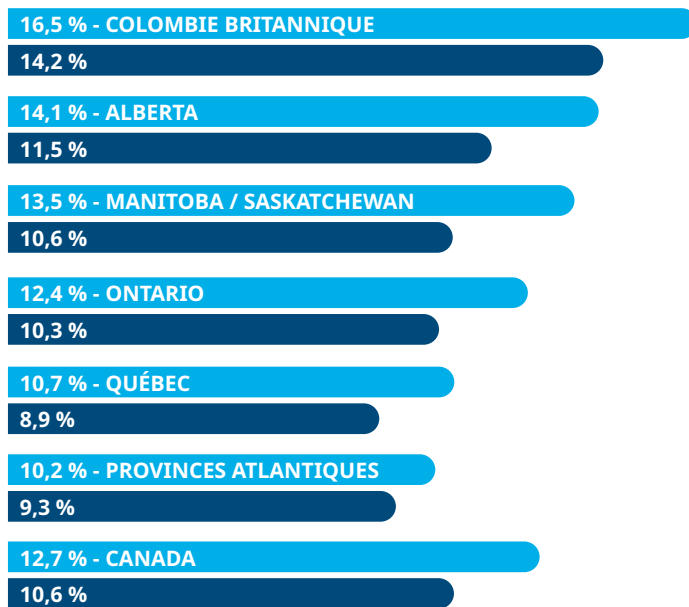 16,5 % - COLOMBIE BRITANNIQUE
14,2 %
14,1 % - ALBERTA
11,5 %
13,5 % - MANITOBA / SASKATCHEWAN
10,6 %
12,4 % - ONTARIO
10,3 %
10,7 % - QUÉBEC
8,9 %
10,2 % - PROVINCES ATLANTIQUES
9,3 %
12,7 % - CANADA
10,6 %